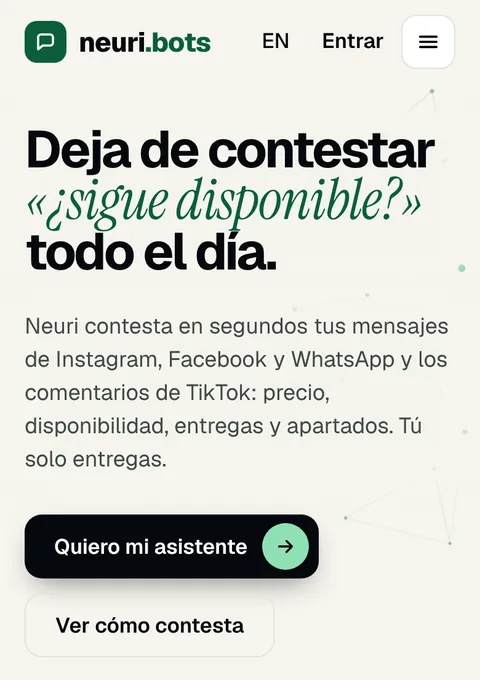 neuri.bots
EN
Entrar
Deja de contestar
«¿sigue disponible?»
todo el día.
Neuri contesta en segundos tus mensajes
de Instagram, Facebook y WhatsApp y los
comentarios de TikTok: precio,
disponibilidad, entregas y apartados. Tú
solo entregas.
Quiero mi asistente
Ver cómo contesta